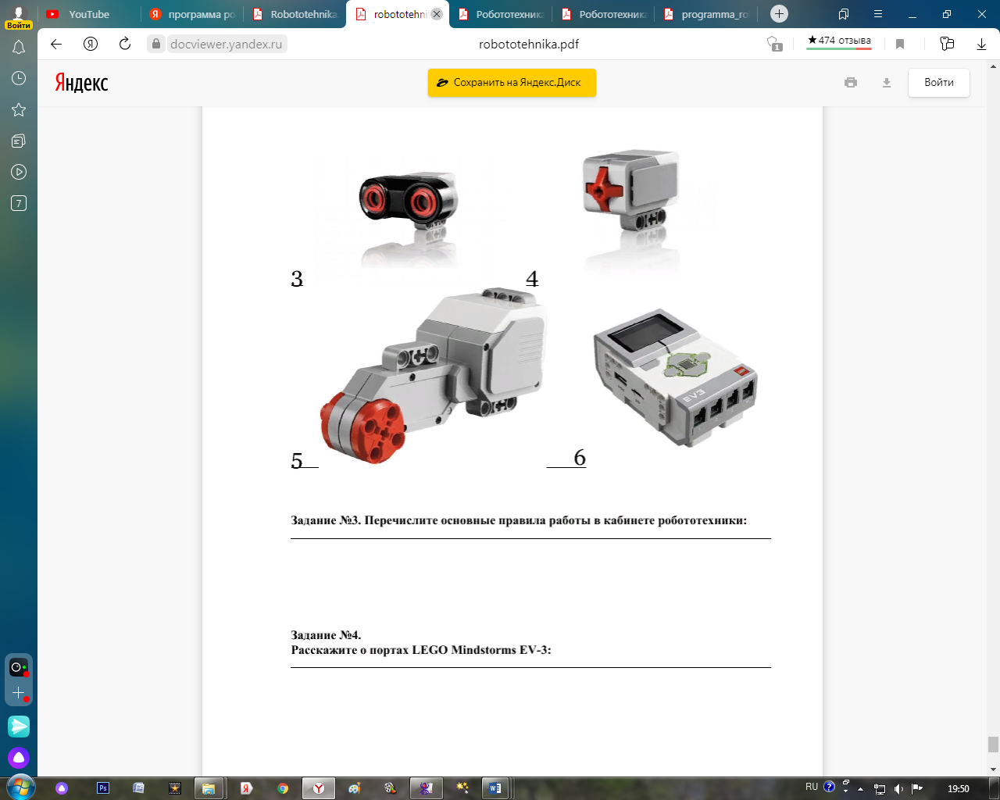 Войти
YouTube
программа ро
Robototehnika.
robototehni
Робототехника
Робототехника
programma_ro
docviewer.yandex.ru
robototehnika.pdf
1
★474 отзыва
Яндекс
Сохранить на Яндекс.Диск
Войти
7
3
4
EV3
5
6
Задание №3. Перечислите основные правила работы в кабинете робототехники:
Задание №4.
Расскажите о портах LEGO Mindstorms EV-3:
RU
19:50